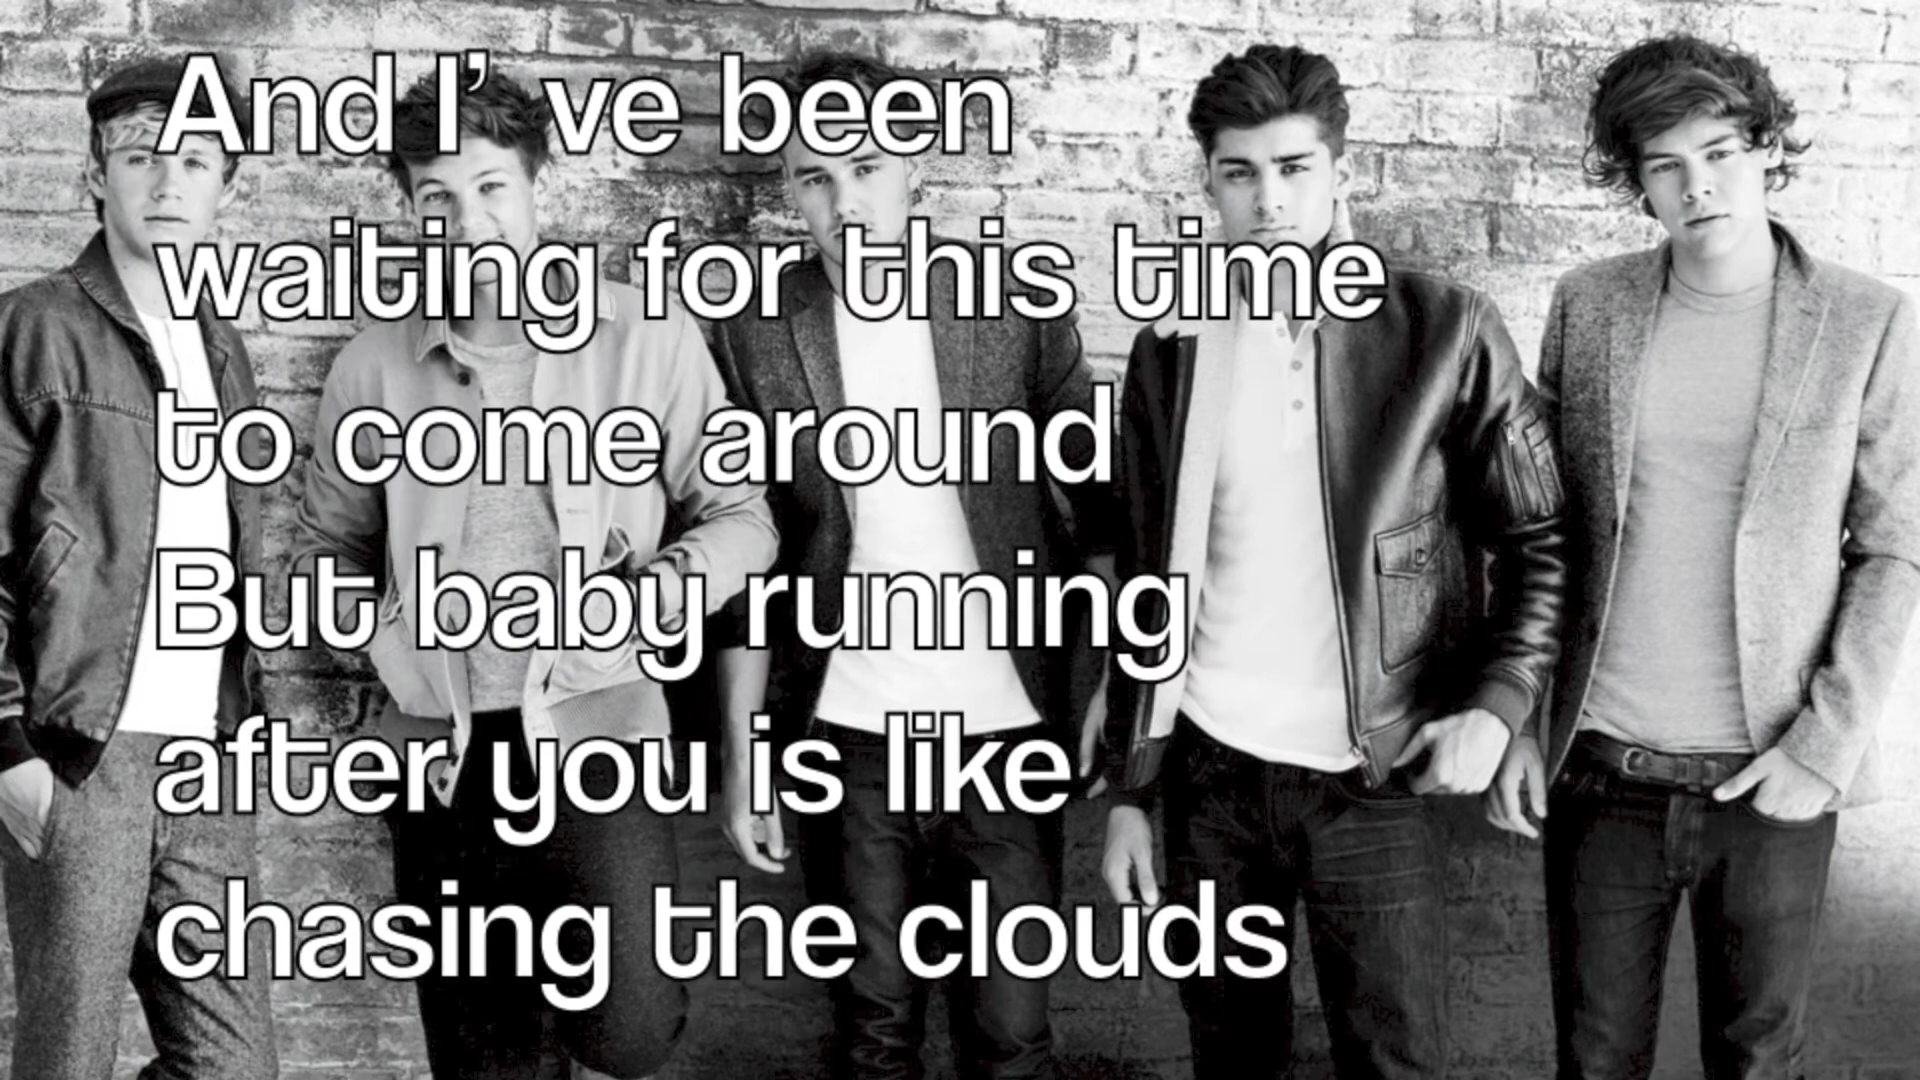 And I’ ve been
waiting for this time
to come around
But baby running
after you is like
chasing the clouds